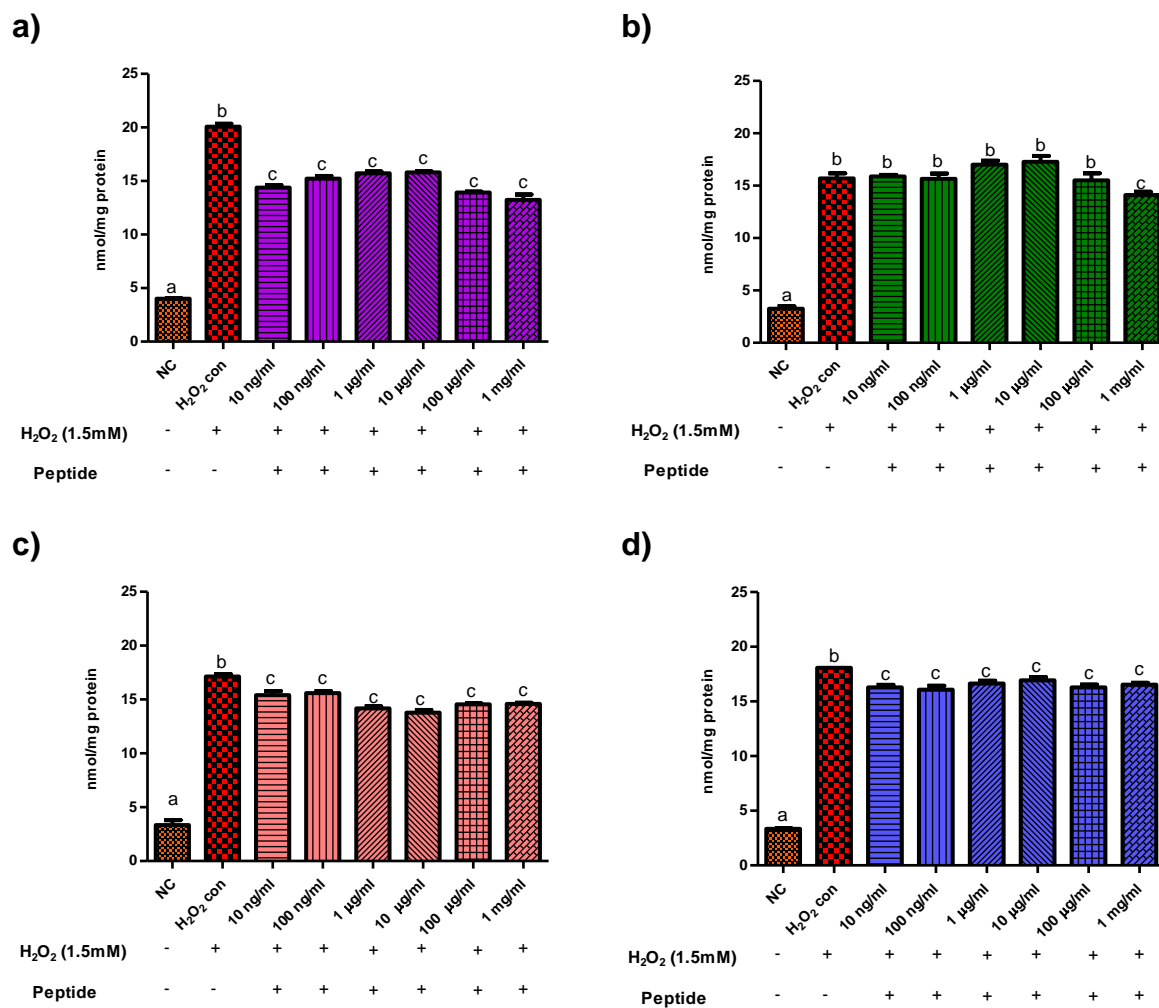 a)
nmol/mg protein
25
20
15
10
5
0
a
b
c
c
c
c
c
c
NC
H₂O₂ con
10 ng/ml
100 ng/ml
1 µg/ml
10 µg/ml
100 µg/ml
1 mg/ml
H₂O₂ (1.5mM) - + + + + + + +
Peptide - - + + + + + +
b)
nmol/mg protein
25
20
15
10
5
0
a
b
b
b
b
b
b
c
NC
H₂O₂ con
10 ng/ml
100 ng/ml
1 µg/ml
10 µg/ml
100 µg/ml
1 mg/ml
H₂O₂ (1.5mM) - + + + + + + +
Peptide - - + + + + + +
c)
nmol/mg protein
25
20
15
10
5
0
a
b
c
c
c
c
c
c
NC
H₂O₂ con
10 ng/ml
100 ng/ml
1 µg/ml
10 µg/ml
100 µg/ml
1 mg/ml
H₂O₂ (1.5mM) - + + + + + + +
Peptide - - + + + + + +
d)
nmol/mg protein
25
20
15
10
5
0
a
b
c
c
c
c
c
c
NC
H₂O₂ con
10 ng/ml
100 ng/ml
1 µg/ml
10 µg/ml
100 µg/ml
1 mg/ml
H₂O₂ (1.5mM) - + + + + + + +
Peptide - - + + + + + +